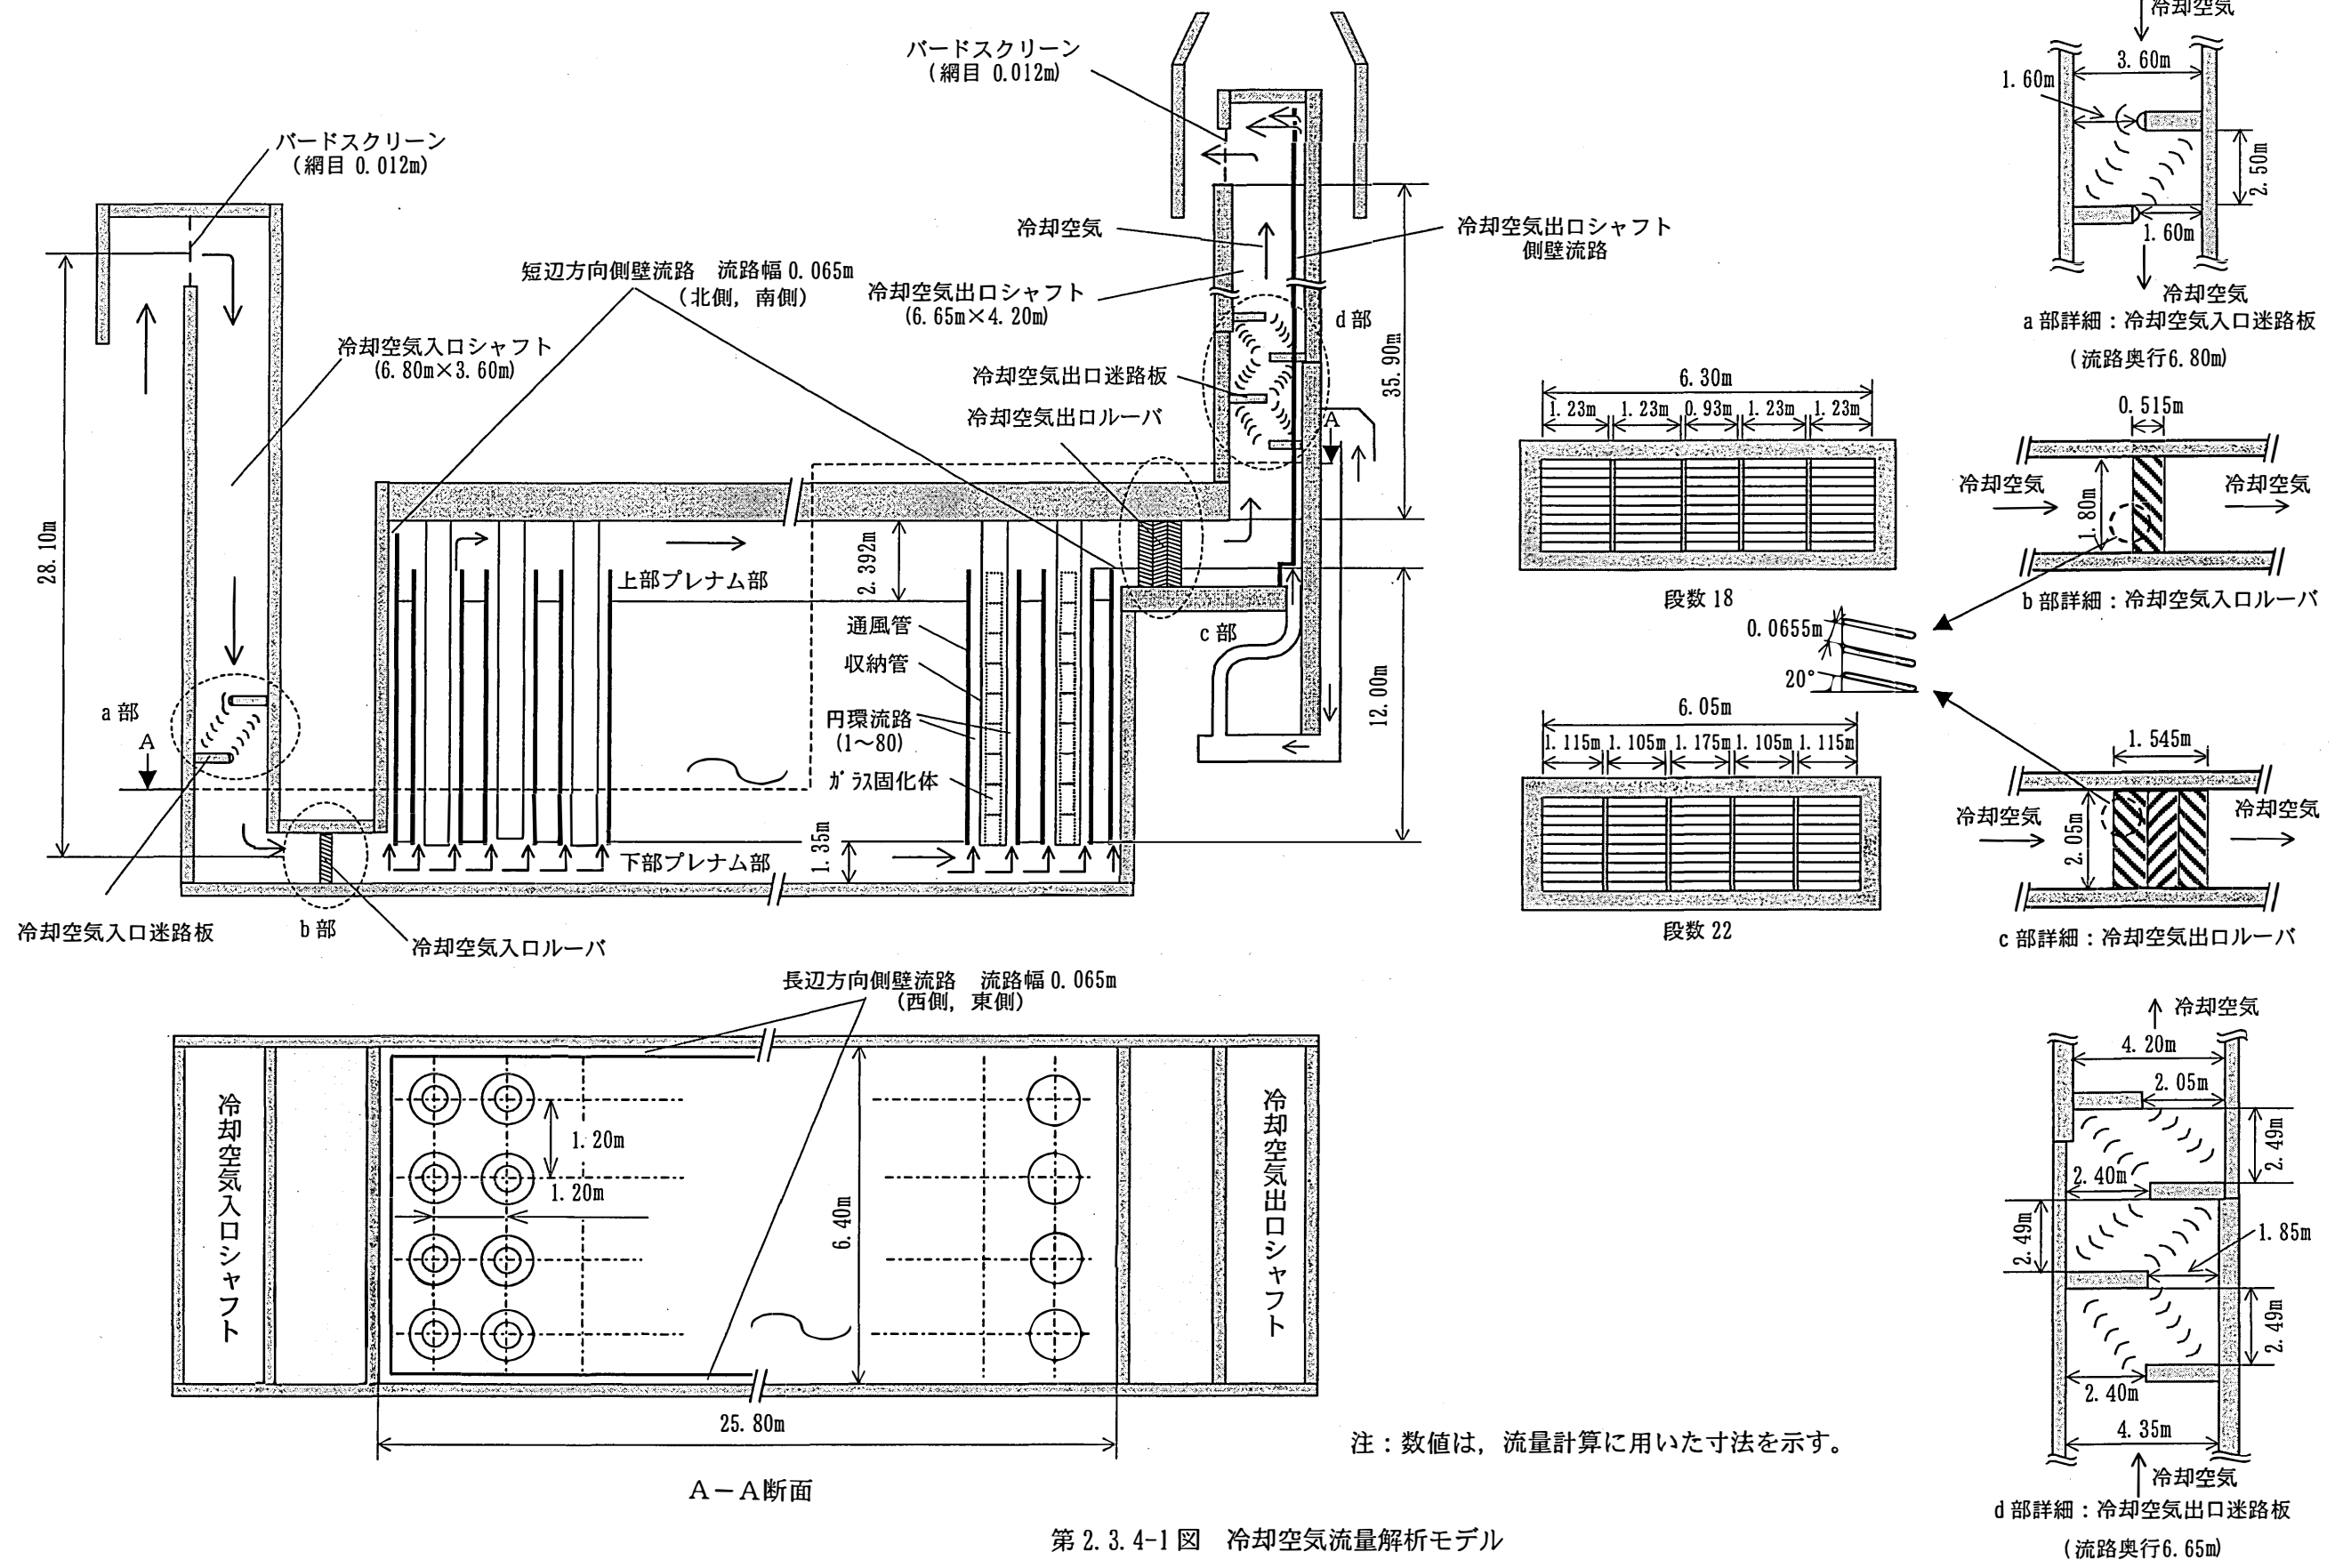 バードスクリーン
(網目 0.012m)
バードスクリーン
(網目 0.012m)
28.10m
冷却空気入口シャフト
(6.80m×3.60m)
短辺方向側壁流路　流路幅0.065m
(北側，南側)
冷却空気
冷却空気出口シャフト
(6.65m×4.20m)
冷却空気出口シャフト
側壁流路
d部
35.90m
冷却空気出口迷路板
冷却空気出口ルーバ
A
a部
A
2.392m
上部プレナム部
通風管
収納管
円環流路
(1～80)
ｶﾞﾗｽ固化体
c部
12.00m
1.35m
下部プレナム部
冷却空気入口迷路板
b部
冷却空気入口ルーバ
冷却空気
3.60m
1.60m
2.50m
1.60m
冷却空気
a部詳細：冷却空気入口迷路板
(流路奥行6.80m)
6.30m
1.23m
1.23m
0.93m
1.23m
1.23m
段数18
0.515m
冷却空気
1.80m
冷却空気
b部詳細：冷却空気入口ルーバ
0.0655m
20°
6.05m
1.115m
1.105m
1.175m
1.105m
1.115m
段数22
1.545m
冷却空気
2.05m
冷却空気
c部詳細：冷却空気出口ルーバ
長辺方向側壁流路　流路幅0.065m
(西側，東側)
冷却空気入口シャフト
1.20m
1.20m
6.40m
冷却空気出口シャフト
25.80m
A－A断面
冷却空気
4.20m
2.05m
2.49m
2.40m
2.49m
1.85m
2.49m
2.40m
4.35m
冷却空気
d部詳細：冷却空気出口迷路板
(流路奥行6.65m)
注：数値は，流量計算に用いた寸法を示す。
第2.3.4-1図　冷却空気流量解析モデル